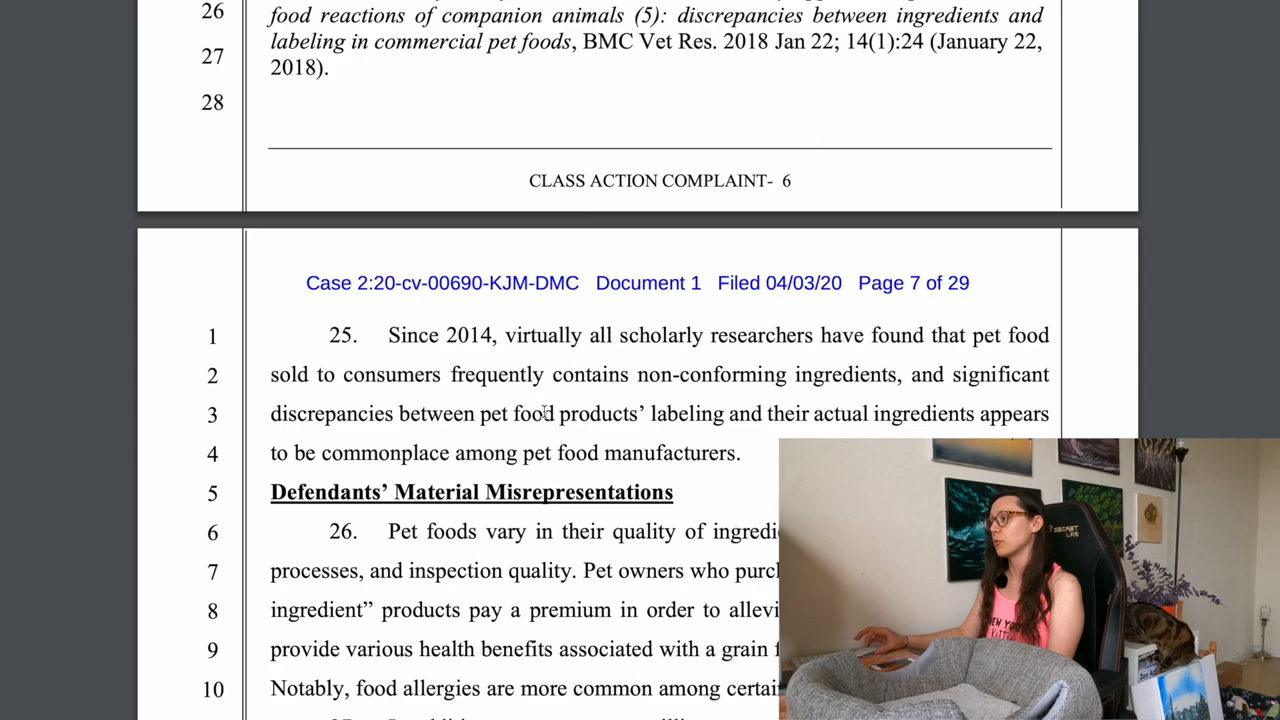 26
food reactions of companion animals (5): discrepancies between ingredients and
labeling in commercial pet foods, BMC Vet Res. 2018 Jan 22; 14(1):24 (January 22,
27
2018).
28
CLASS ACTION COMPLAINT- 6
Case 2:20-cv-00690-KJM-DMC Document 1 Filed 04/03/20 Page 7 of 29
1 25. Since 2014, virtually all scholarly researchers have found that pet food
2 sold to consumers frequently contains non-conforming ingredients, and significant
3 discrepancies between pet food products’ labeling and their actual ingredients appears
4 to be commonplace among pet food manufacturers.
5 Defendants’ Material Misrepresentations
6 26. Pet foods vary in their quality of ingredi
7 processes, and inspection quality. Pet owners who purcl
8 ingredient” products pay a premium in order to allevi
9 provide various health benefits associated with a grain f
10 Notably, food allergies are more common among certai
SECRET
LAB